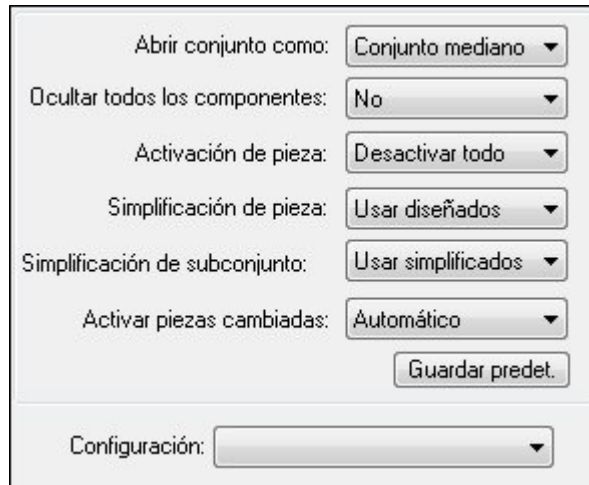 Abrir conjunto como: Conjunto mediano
Ocultar todos los componentes: No
Activación de pieza: Desactivar todo
Simplificación de pieza: Usar diseñados
Simplificación de subconjunto: Usar simplificados
Activar piezas cambiadas: Automático
Guardar predet.
Configuración: